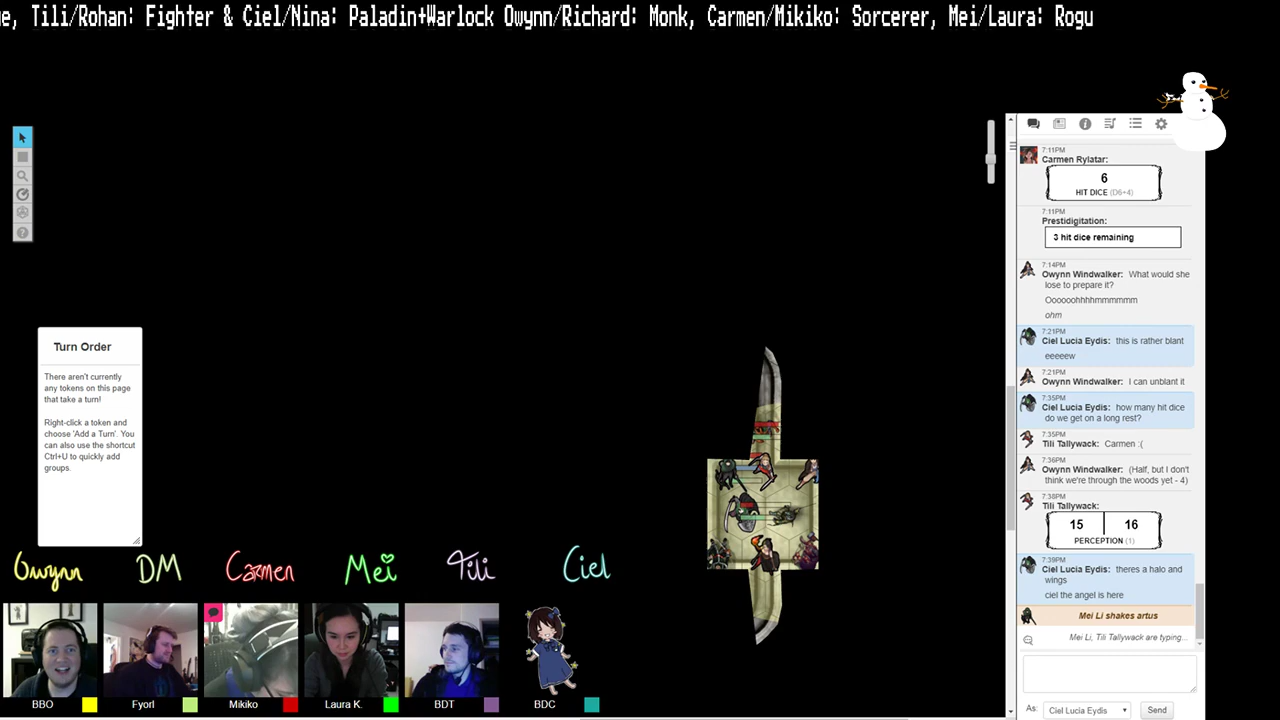 e, Tili/Rohan: Fighter & Ciel/Nina: Paladin+Warlock Owynn/Richard: Monk, Carmen/Mikiko: Sorcerer, Mei/Laura: Rogu
7:11PM
Carmen Rylatar:
6
HIT DICE (D6+4)
7:11PM
Prestidigitation:
3 hit dice remaining
7:14PM
Owynn Windwalker: What would she
lose to prepare it?
Oooooohhhhmmmmmm
ohm
7:21PM
Ciel Lucia Eydis: this is rather blant
eeeeew
7:21PM
Owynn Windwalker: I can unblant it
7:35PM
Ciel Lucia Eydis: how many hit dice
do we get on a long rest?
7:35PM
Tili Tallywack: Carmen :(
7:36PM
Owynn Windwalker: (Half, but I don't
think we're through the woods yet - 4)
7:38PM
Tili Tallywack:
15 16
PERCEPTION (1)
7:39PM
Ciel Lucia Eydis: theres a halo and
wings
ciel the angel is here
Mei Li shakes artus
Mei Li, Tili Tallywack are typing...
As: Ciel Lucia Eydis Send
Turn Order
There aren't currently
any tokens on this page
that take a turn!
Right-click a token and
choose 'Add a Turn'. You
can also use the shortcut
Ctrl+U to quickly add
groups.
Owynn DM Carmen Mei Tili Ciel
BBO Fyorl Mikiko Laura K. BDT BDC